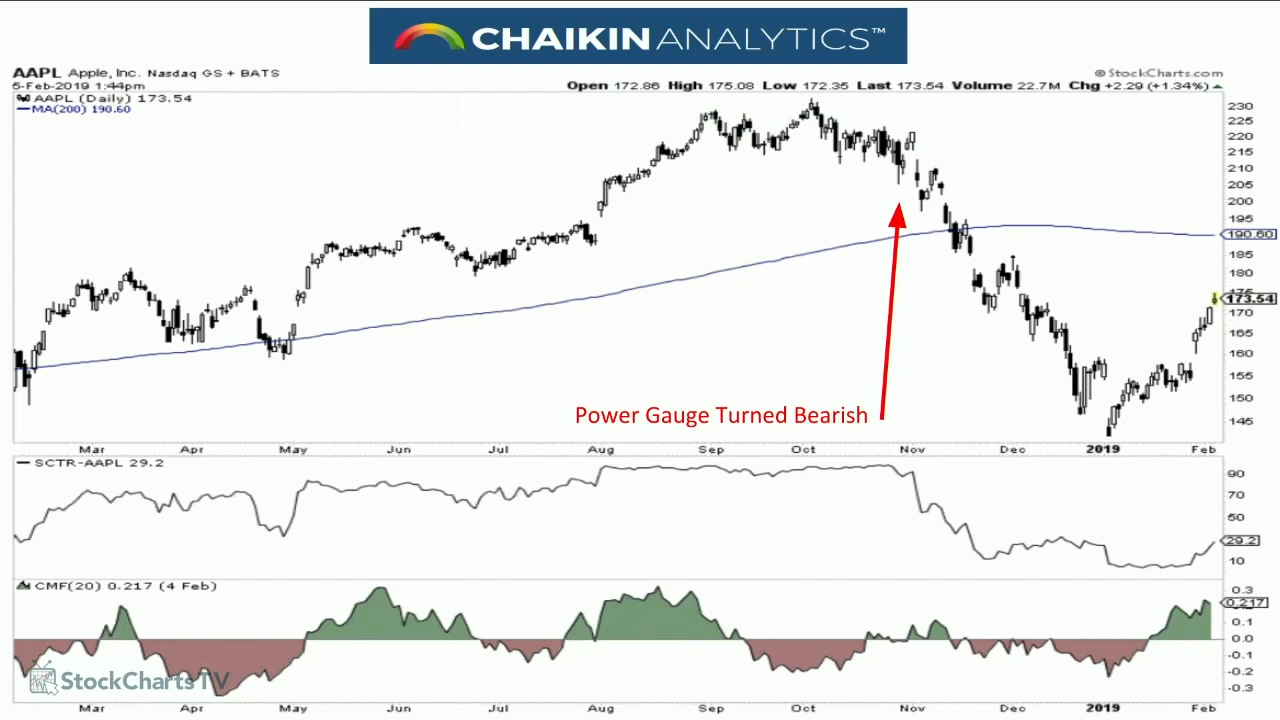 CHAIKIN ANALYTICS™
AAPL Apple, Inc. Nasdaq GS + BATS
© StockCharts.com
5-Feb-2019 1:44pm
Open 172.86 High 175.08 Low 172.35 Last 173.54 Volume 22.7M Chg +2.29 (+1.34%)
AAPL (Daily) 173.54
MA(200) 190.60
230
225
220
215
210
205
200
195
190.60
185
180
175
173.54
170
165
160
155
150
145
Power Gauge Turned Bearish
Mar Apr May Jun Jul Aug Sep Oct Nov Dec 2019 Feb
SCTR-AAPL 29.2
90
70
50
29.2
10
CMF(20) 0.217 (4 Feb)
0.3
0.217
0.1
0.0
-0.1
-0.2
-0.3
StockCharts TV
Mar Apr May Jun Jul Aug Sep Oct Nov Dec 2019 Feb